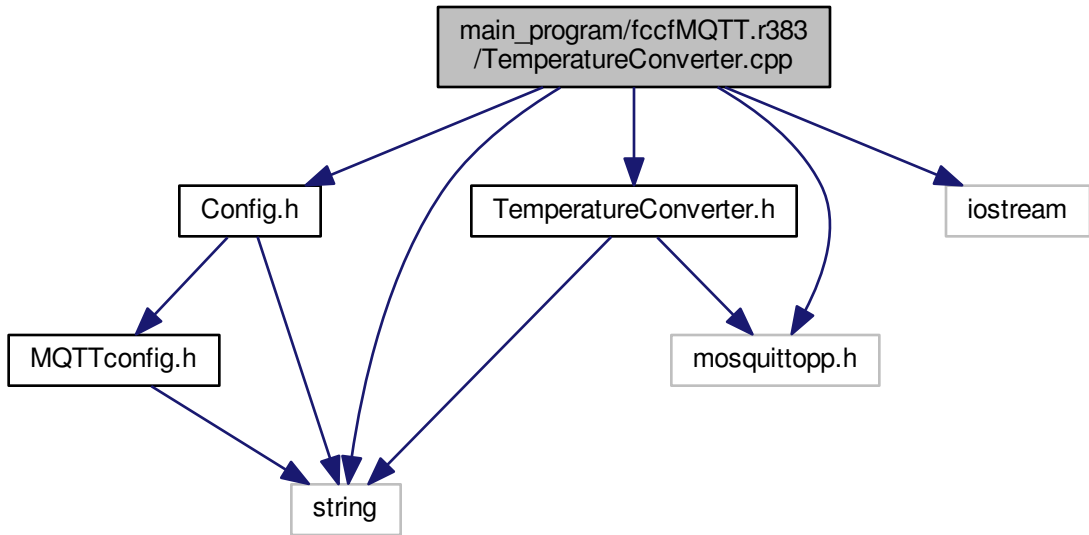 main_program/fccfMQTT.r383
/TemperatureConverter.cpp
Config.h
TemperatureConverter.h
iostream
MQTTconfig.h
mosquittopp.h
string